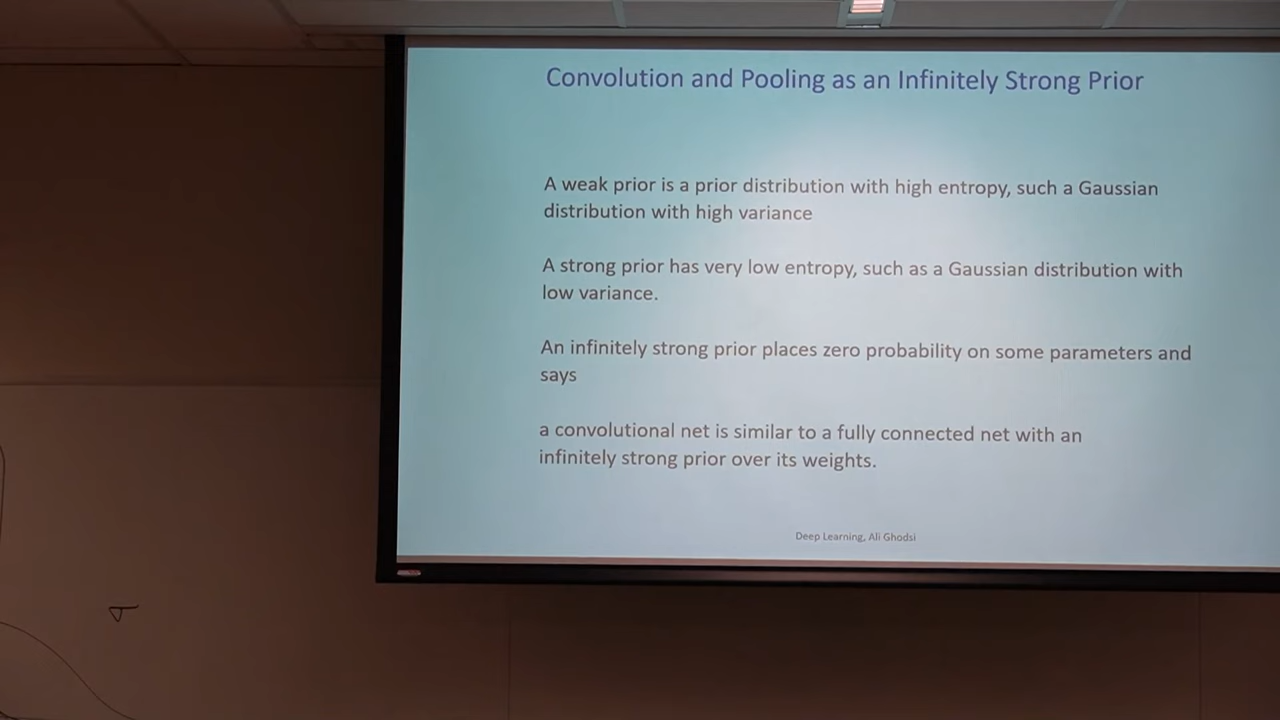 Convolution and Pooling as an Infinitely Strong Prior
A weak prior is a prior distribution with high entropy, such a Gaussian
distribution with high variance
A strong prior has very low entropy, such as a Gaussian distribution with
low variance.
An infinitely strong prior places zero probability on some parameters and
says
a convolutional net is similar to a fully connected net with an
infinitely strong prior over its weights.
Deep Learning, Ali Ghodsi